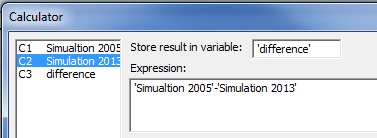 Calculator
C1 Simualtion 2005
C2 Simulation 2013
C3 difference
Store result in variable: 'difference'
Expression:
'Simualtion 2005'-'Simulation 2013'